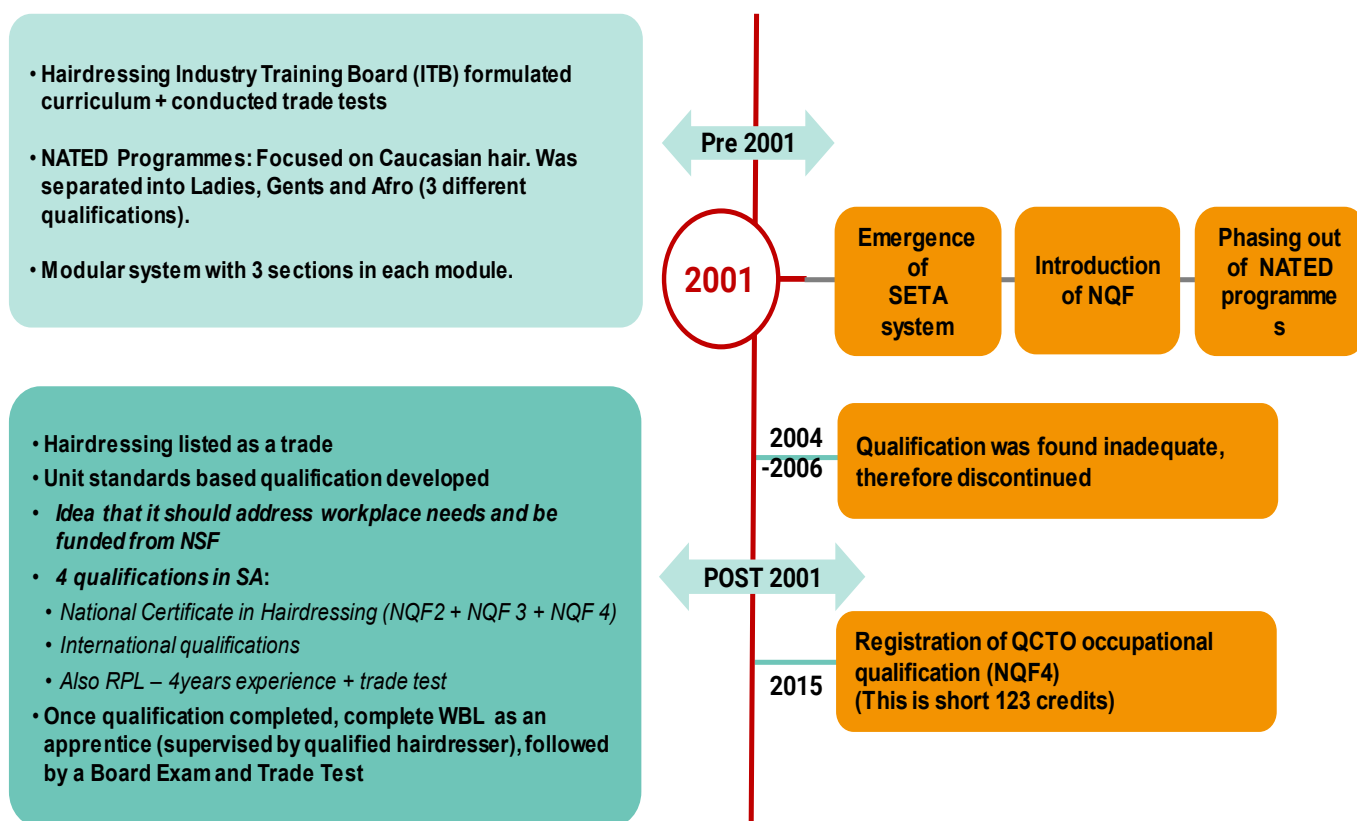 • Hairdressing Industry Training Board (ITB) formulated
curriculum + conducted trade tests
• NATED Programmes: Focused on Caucasian hair. Was
separated into Ladies, Gents and Afro (3 different
qualifications).
• Modular system with 3 sections in each module.
Pre 2001
2001
Emergence
of
SETA
system
Introduction
of NQF
Phasing out
of NATED
programme
s
• Hairdressing listed as a trade
• Unit standards based qualification developed
• Idea that it should address workplace needs and be
funded from NSF
• 4 qualifications in SA:
• National Certificate in Hairdressing (NQF2 + NQF 3 + NQF 4)
• International qualifications
• Also RPL – 4years experience + trade test
• Once qualification completed, complete WBL as an
apprentice (supervised by qualified hairdresser), followed
by a Board Exam and Trade Test
2004
-2006
Qualification was found inadequate,
therefore discontinued
POST 2001
2015
Registration of QCTO occupational
qualification (NQF4)
(This is short 123 credits)